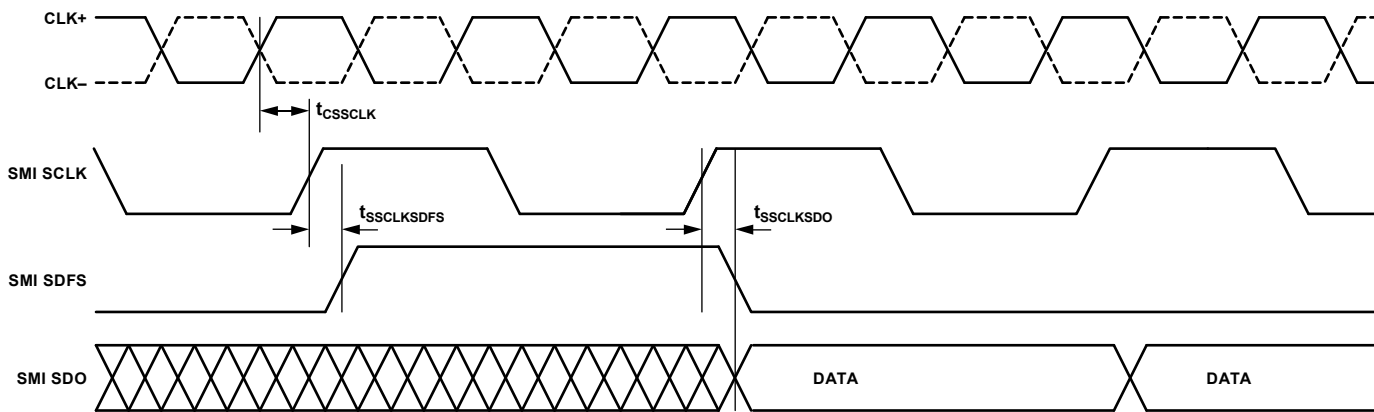 CLK+
CLK–
tCSSCLK
SMI SCLK
tSSCLKSDFS
tSSCLKSDO
SMI SDFS
SMI SDO
DATA
DATA